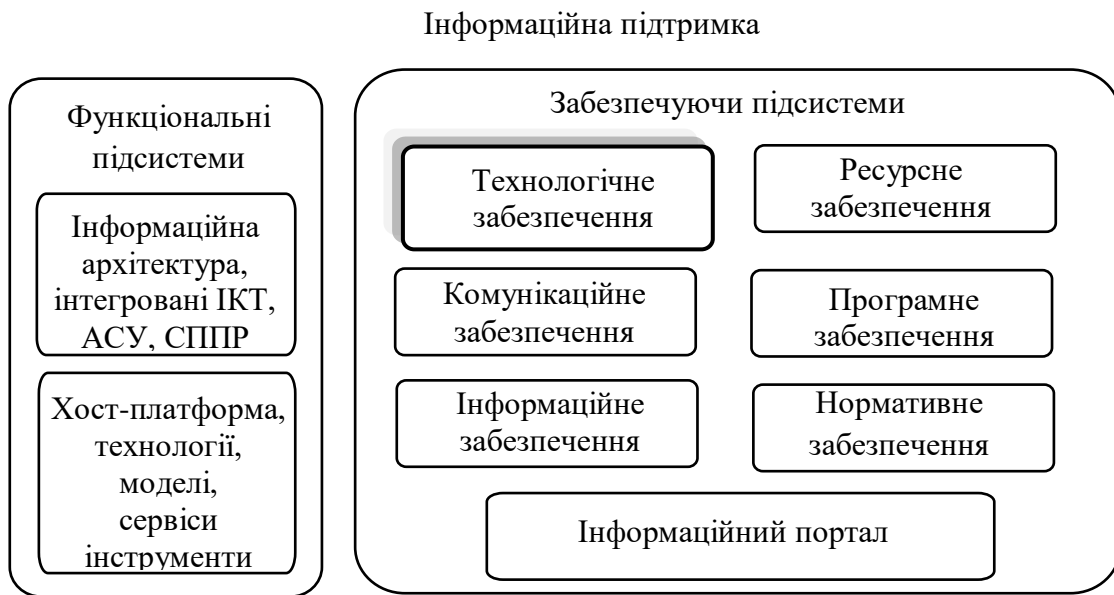 Інформаційна підтримка
Функціональні
підсистеми
Інформаційна
архітектура,
інтегровані ІКТ,
АСУ, СППР
Хост-платформа,
технології,
моделі,
сервіси
інструменти
Забезпечуючи підсистеми
Технологічне
забезпечення
Ресурсне
забезпечення
Комунікаційне
забезпечення
Програмне
забезпечення
Інформаційне
забезпечення
Нормативне
забезпечення
Інформаційний портал